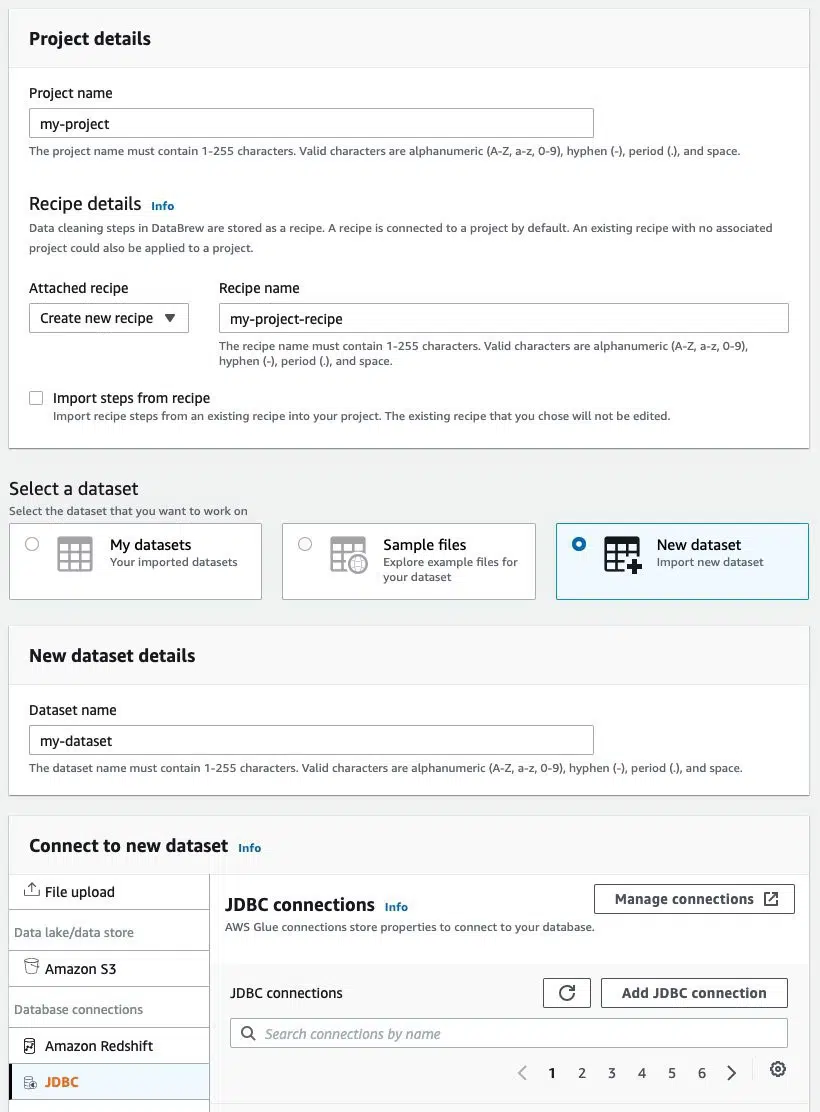 Project details
Project name
my-project
The project name must contain 1-255 characters. Valid characters are alphanumeric (A-Z, a-z, 0-9), hyphen (-), period (.), and space.
Recipe details Info
Data cleaning steps in DataBrew are stored as a recipe. A recipe is connected to a project by default. An existing recipe with no associated
project could also be applied to a project.
Attached recipe
Create new recipe
Recipe name
my-project-recipe
The recipe name must contain 1-255 characters. Valid characters are alphanumeric (A-Z, a-z, 0-9),
hyphen (-), period (.), and space.
Import steps from recipe
Import recipe steps from an existing recipe into your project. The existing recipe that you chose will not be edited.
Select a dataset
Select the dataset that you want to work on
My datasets
Your imported datasets
Sample files
Explore example files for
your dataset
New dataset
Import new dataset
New dataset details
Dataset name
my-dataset
The dataset name must contain 1-255 characters. Valid characters are alphanumeric (A-Z, a-z, 0-9), hyphen (-), period (.), and space.
Connect to new dataset Info
File upload
Data lake/data store
Amazon S3
Database connections
Amazon Redshift
JDBC
JDBC connections Info
Manage connections
AWS Glue connections store properties to connect to your database.
JDBC connections
Add JDBC connection
Search connections by name
1 2 3 4 5 6